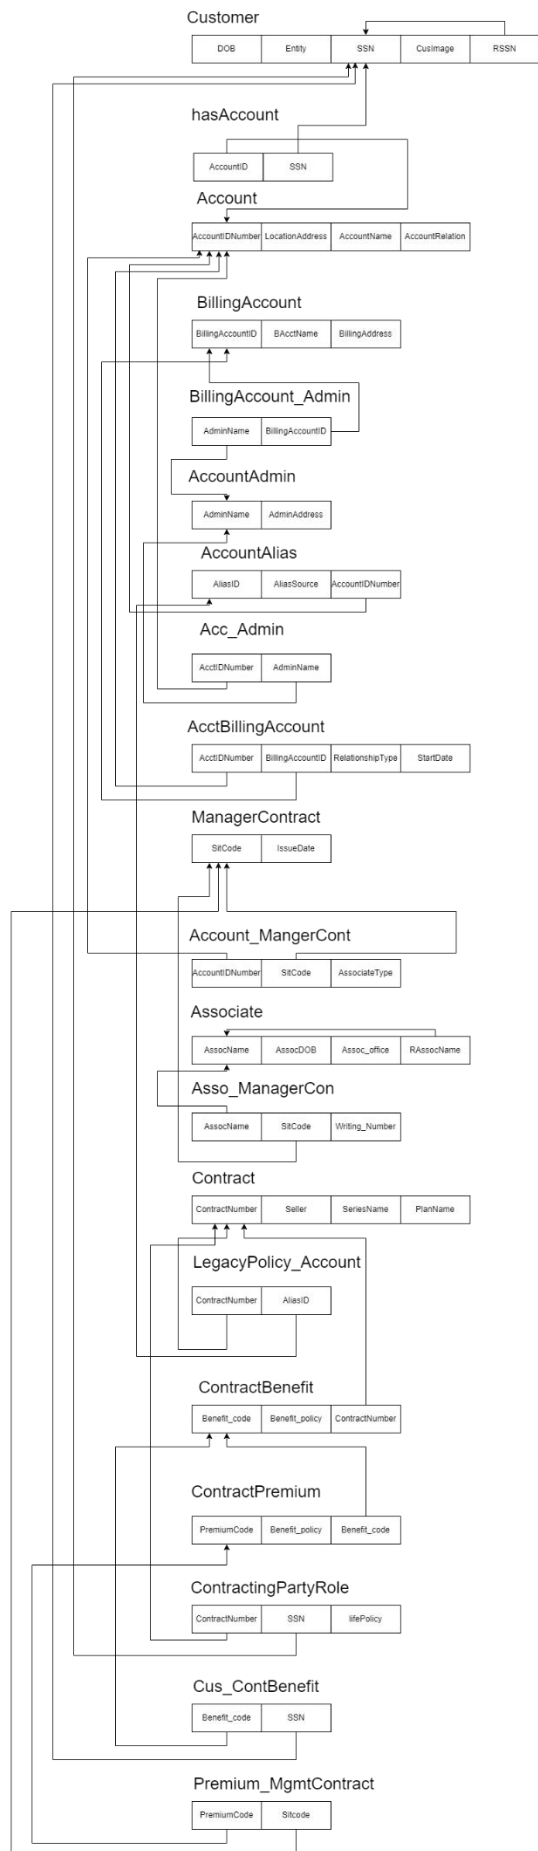 Customer
DOB Entity SSN CusImage RSSN
hasAccount
AccountID SSN
Account
AccountIDNumber LocationAddress AccountName AccountRelation
BillingAccount
BillingAccountID BAcctName BillingAddress
BillingAccount_Admin
AdminName BillingAccountID
AccountAdmin
AdminName AdminAddress
AccountAlias
AliasID AliasSource AccountIDNumber
Acc_Admin
AcctIDNumber AdminName
AcctBillingAccount
AcctIDNumber BillingAccountID RelationshipType StartDate
ManagerContract
SitCode IssueDate
Account_MangerCont
AccountIDNumber SitCode AssociateType
Associate
AssocName AssocDOB Assoc_office RAssocName
Asso_ManagerCon
AssocName SitCode Writing_Number
Contract
ContractNumber Seller SeriesName PlanName
LegacyPolicy_Account
ContractNumber AliasID
ContractBenefit
Benefit_code Benefit_policy ContractNumber
ContractPremium
PremiumCode Benefit_policy Benefit_code
ContractingPartyRole
ContractNumber SSN lifePolicy
Cus_ContBenefit
Benefit_code SSN
Premium_MgmtContract
PremiumCode Sitcode